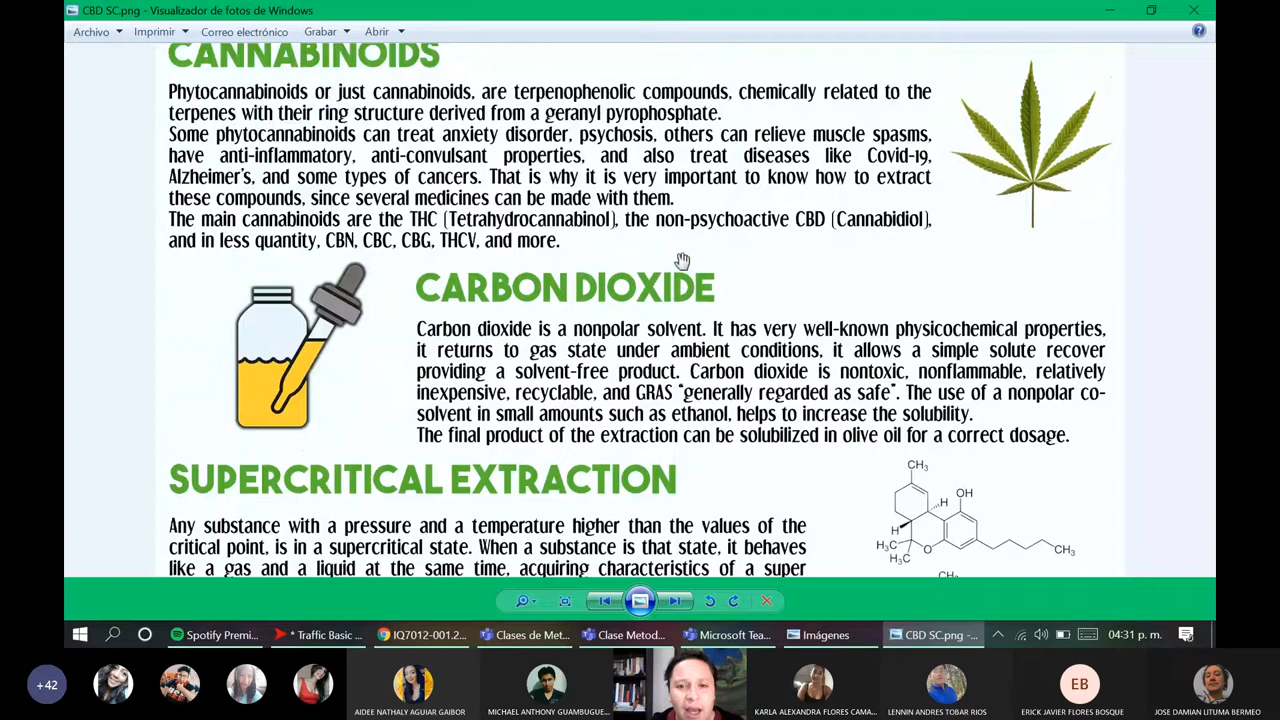 CBD SC.png - Visualizador de fotos de Windows
Archivo Imprimir Correo electrónico Grabar Abrir
CANNABINOIDS
Phytocannabinoids or just cannabinoids, are terpenophenolic compounds, chemically related to the
terpenes with their ring structure derived from a geranyl pyrophosphate.
Some phytocannabinoids can treat anxiety disorder, psychosis, others can relieve muscle spasms,
have anti-inflammatory, anti-convulsant properties, and also treat diseases like Covid-19,
Alzheimer's, and some types of cancers. That is why it is very important to know how to extract
these compounds, since several medicines can be made with them.
The main cannabinoids are the THC (Tetrahydrocannabinol), the non-psychoactive CBD (Cannabidiol),
and in less quantity, CBN, CBC, CBG, THCV, and more.
CARBON DIOXIDE
Carbon dioxide is a nonpolar solvent. It has very well-known physicochemical properties,
it returns to gas state under ambient conditions, it allows a simple solute recover
providing a solvent-free product. Carbon dioxide is nontoxic, nonflammable, relatively
inexpensive, recyclable, and GRAS "generally regarded as safe". The use of a nonpolar co-
solvent in small amounts such as ethanol, helps to increase the solubility.
The final product of the extraction can be solubilized in olive oil for a correct dosage.
SUPERCRITICAL EXTRACTION
Any substance with a pressure and a temperature higher than the values of the
critical point, is in a supercritical state. When a substance is that state, it behaves
like a gas and a liquid at the same time, acquiring characteristics of a super
CH3
OH
H
H
H3C
H3C
O
CH3
CH3
Spotify Premi... * Traffic Basic ... IQ7012-001.2... Clases de Met... Clase Metod... Microsoft Tea... Imágenes CBD SC.png -... 04:31 p. m.
+42
EB
AIDEE NATHALY AGUIAR GAIBOR
MICHAEL ANTHONY GUAMBUGUE...
KARLA ALEXANDRA FLORES CAMA...
LENNIN ANDRES TOBAR RIOS
ERICK JAVIER FLORES BOSQUE
JOSE DAMIAN LITUMA BERMEO